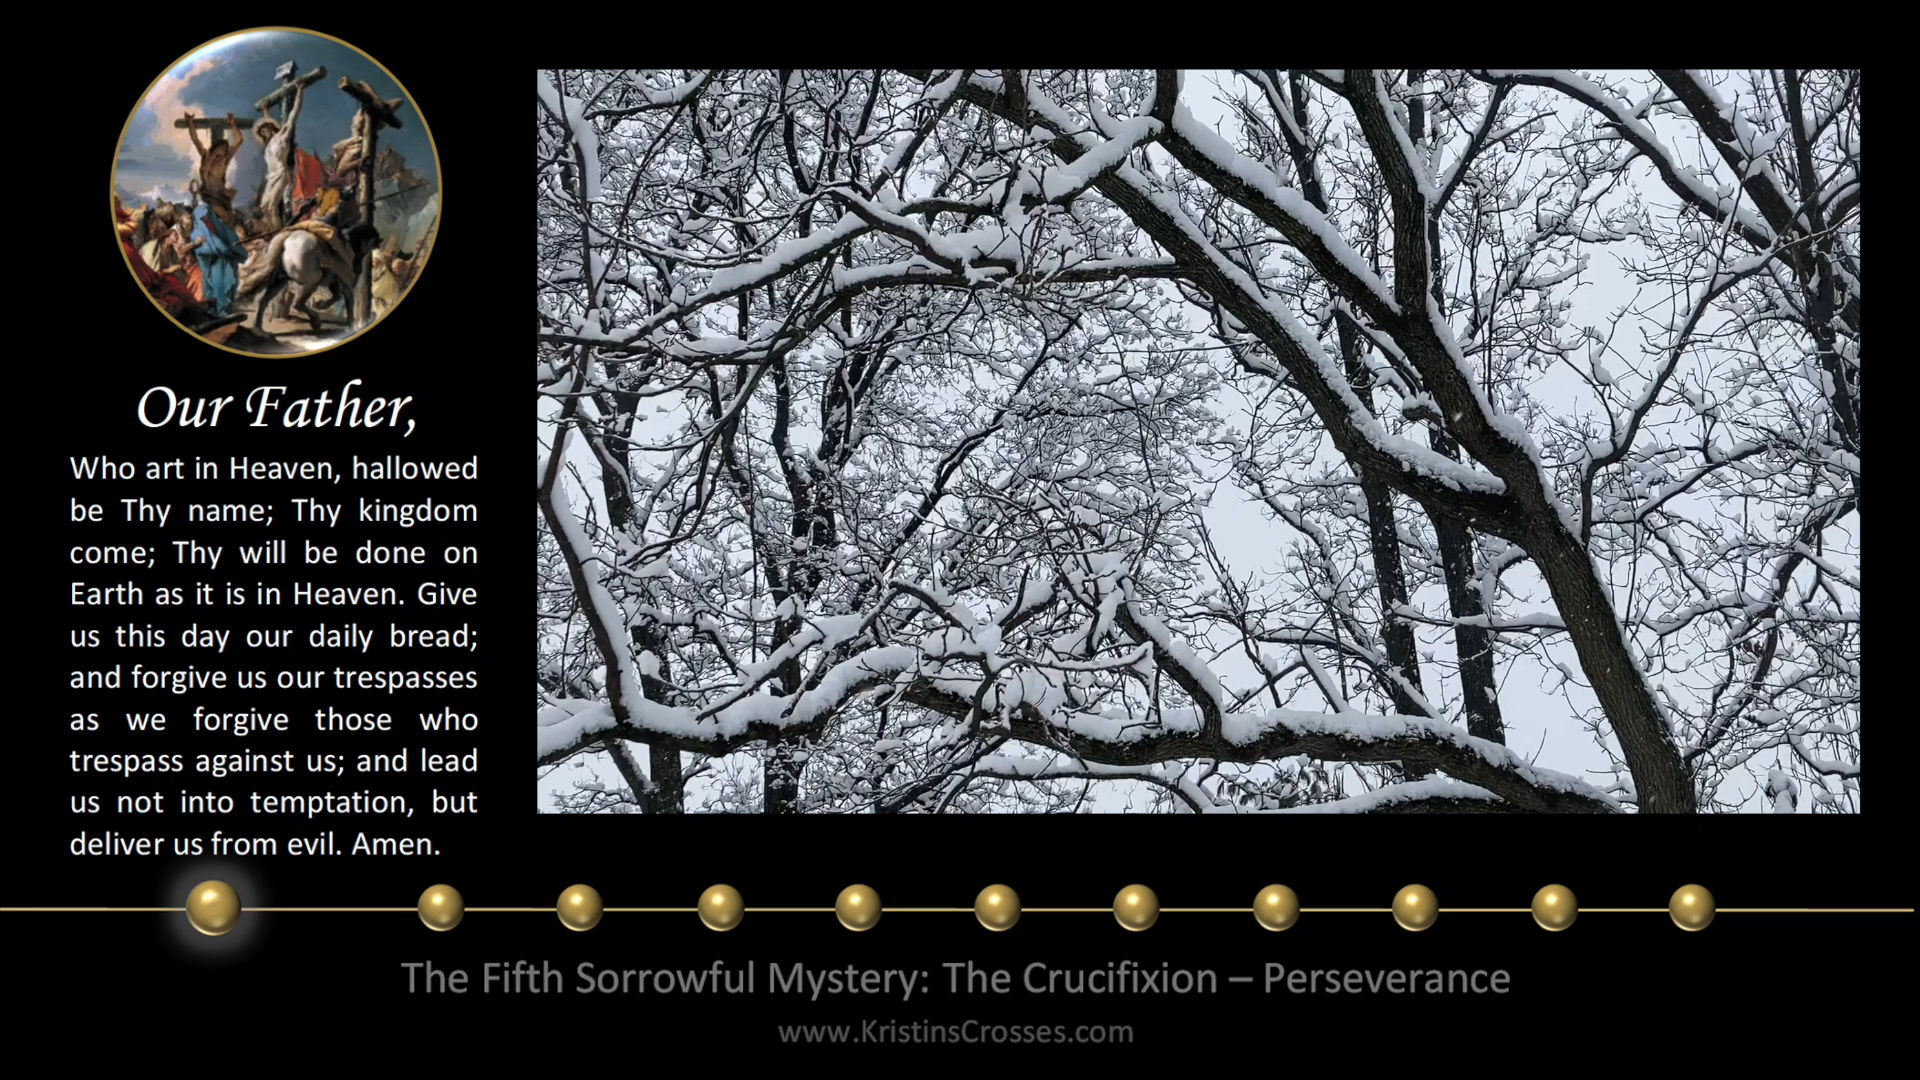 Our Father,
Who art in Heaven, hallowed
be Thy name; Thy kingdom
come; Thy will be done on
Earth as it is in Heaven. Give
us this day our daily bread;
and forgive us our trespasses
as we forgive those who
trespass against us; and lead
us not into temptation, but
deliver us from evil. Amen.
The Fifth Sorrowful Mystery: The Crucifixion – Perseverance
www.KristinsCrosses.com